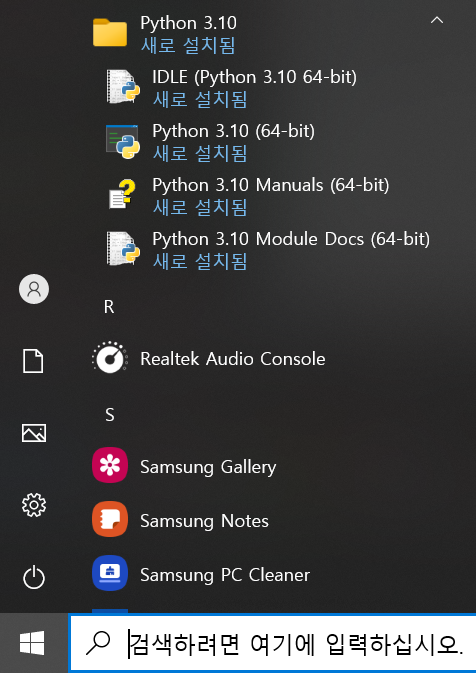 Python 3.10
새로 설치됨
IDLE (Python 3.10 64-bit)
새로 설치됨
Python 3.10 (64-bit)
새로 설치됨
Python 3.10 Manuals (64-bit)
새로 설치됨
Python 3.10 Module Docs (64-bit)
새로 설치됨
R
Realtek Audio Console
S
Samsung Gallery
Samsung Notes
Samsung PC Cleaner
검색하려면 여기에 입력하십시오.